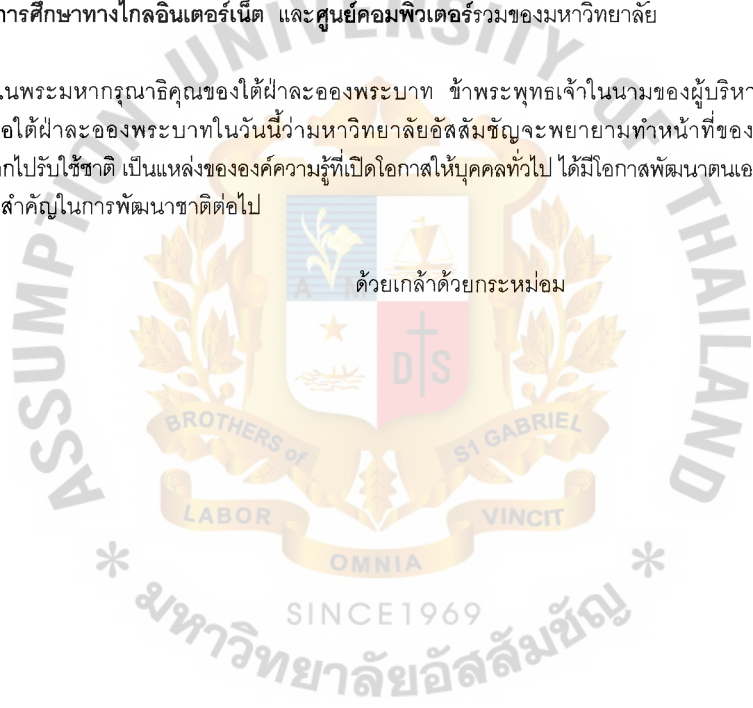 การศึกษาทางไกลอินเตอร์เน็ต และศูนย์คอมพิวเตอร์รวมของมหาวิทยาลัย
นพระมหากรุณาธิคุณของใต้ฝ่าละอองพระบาท ข้าพระพุทธเจ้าในนามของผู้บริหา
อใต้ฝ่าละอองพระบาทในวันนี้ว่ามหาวิทยาลัยอัสสัมชัญจะพยายามทำหน้าที่ของ
กไปรับใช้ชาติ เป็นแหล่งขององค์ความรู้ที่เปิดโอกาสให้บุคคลทั่วไป ได้มีโอกาสพัฒนาตนเอ
สำคัญในการพัฒนาชาติต่อไป
ด้วยเกล้าด้วยกระหม่อม
ASSUMPTION UNIVERSITY OF THAILAND
A M
D S
BROTHERS of S1 GABRIEL
LABOR VINCIT
OMNIA
SINCE1969
* มหาวิทยาลัยอัสสัมชัญ *